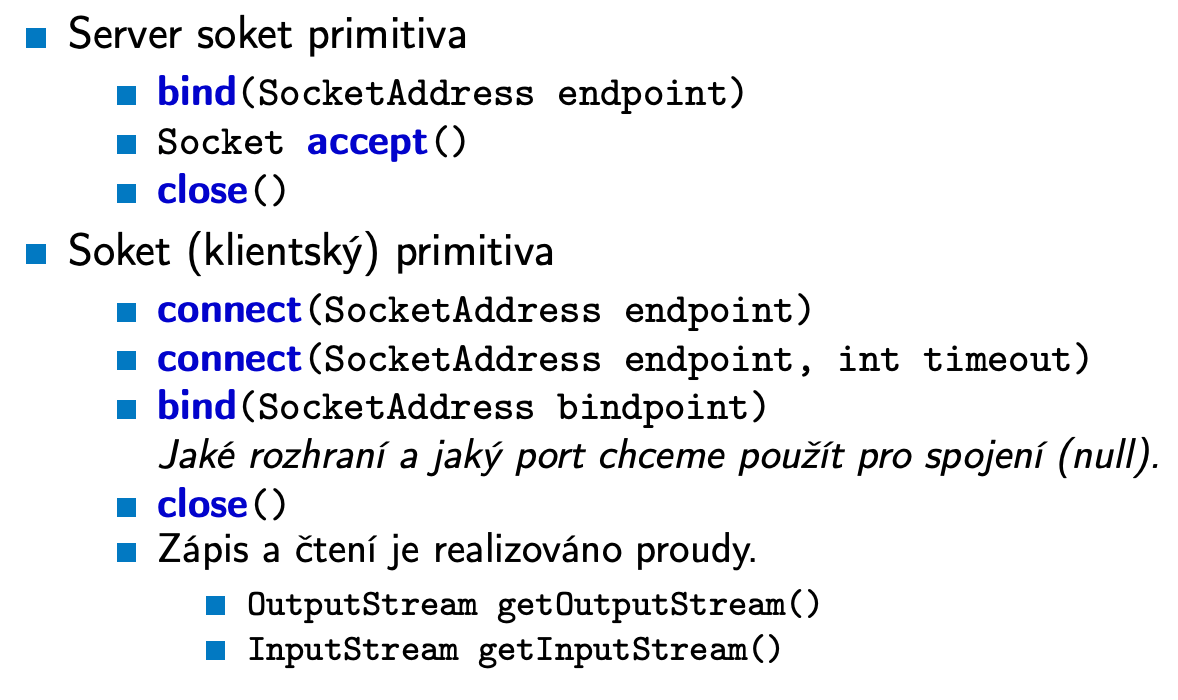 Server soket primitiva
bind(SocketAddress endpoint)
Socket accept()
close()
Soket (klientský) primitiva
connect(SocketAddress endpoint)
connect(SocketAddress endpoint, int timeout)
bind(SocketAddress bindpoint)
Jaké rozhraní a jaký port chceme použít pro spojení (null).
close()
Zápis a čtení je realizováno proudy.
OutputStream getOutputStream()
InputStream getInputStream()